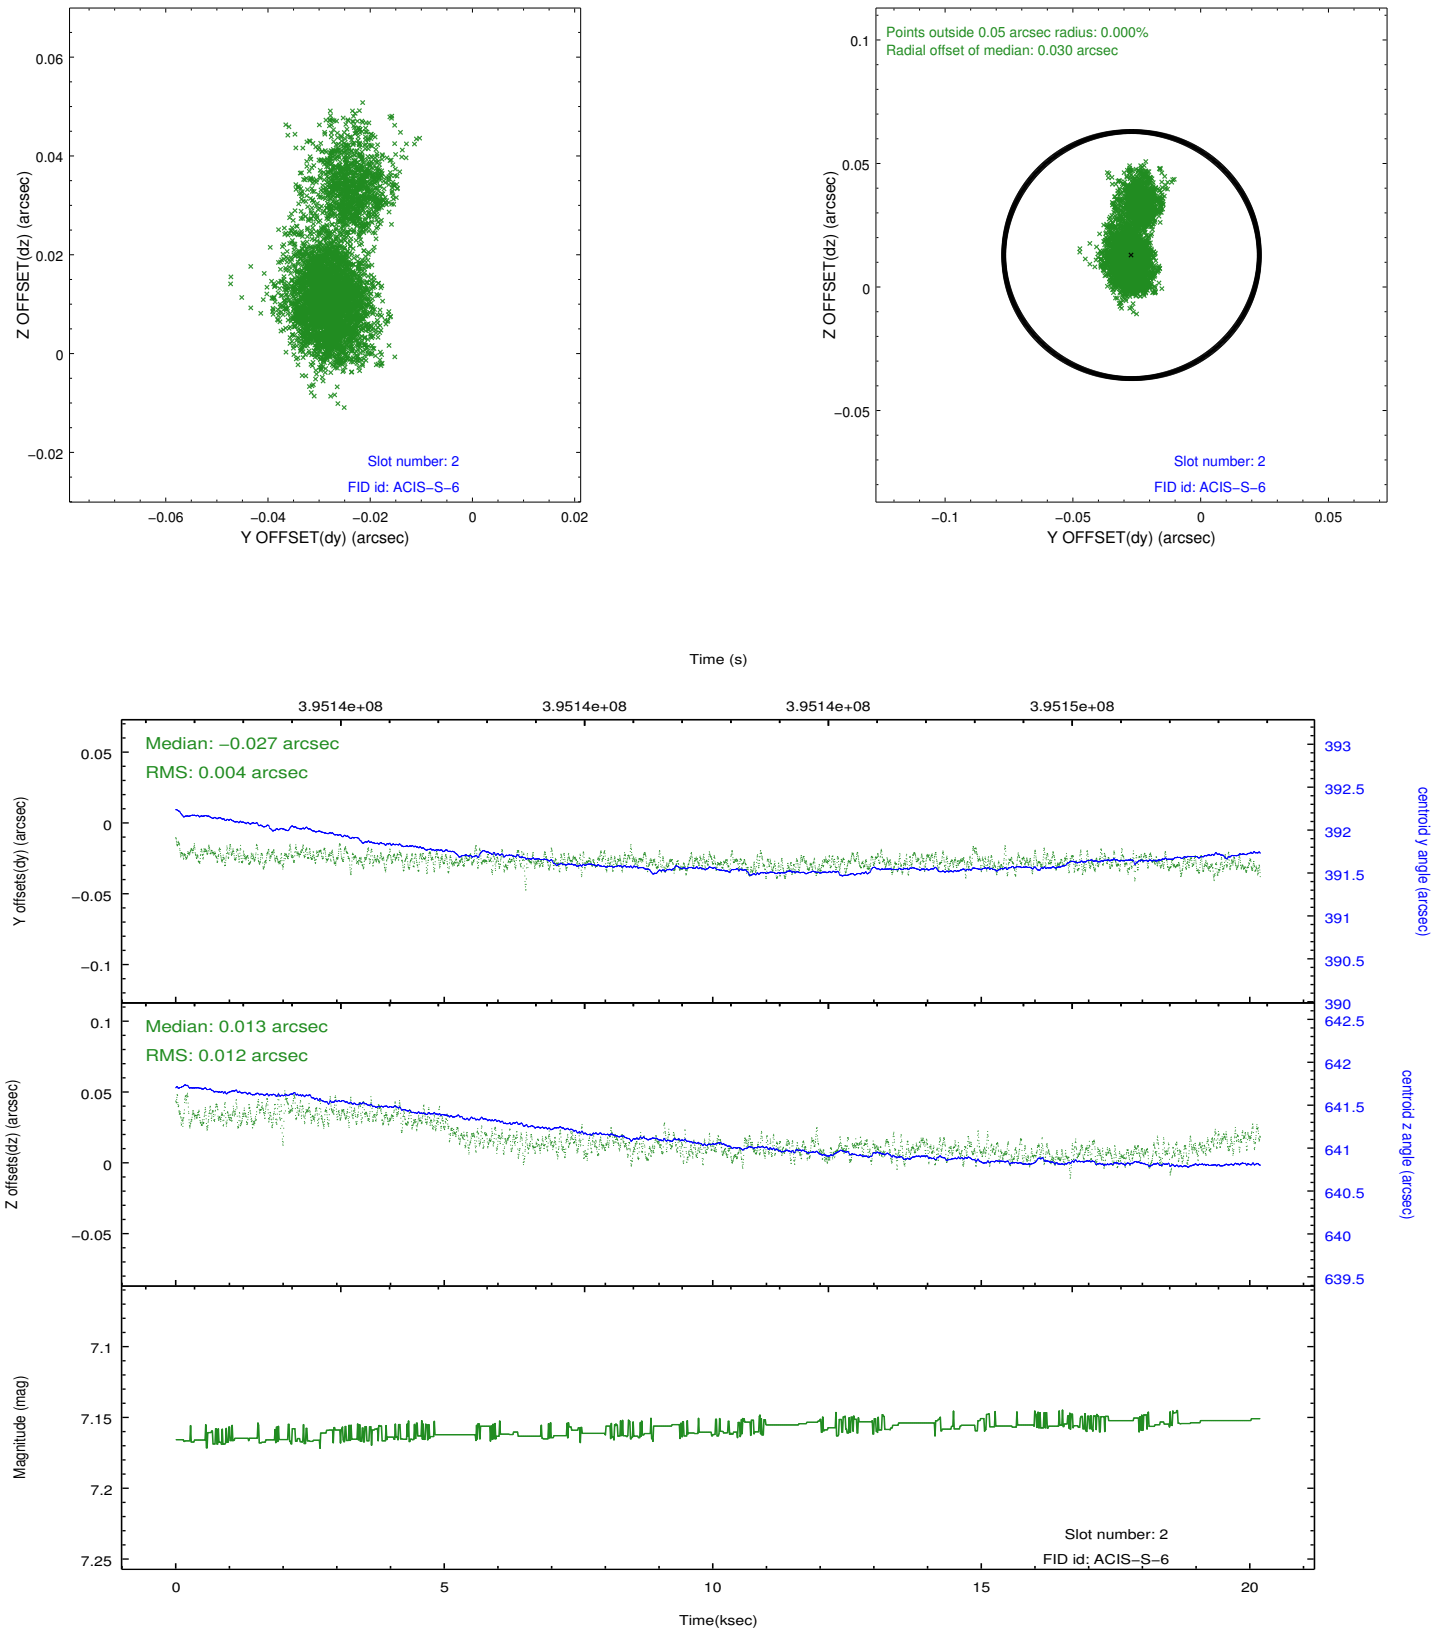 0.06
0.04
0.02
0
−0.02
Z OFFSET(dz) (arcsec)
Slot number: 2
FID id: ACIS−S−6
−0.06 −0.04 −0.02 0 0.02
Y OFFSET(dy) (arcsec)
Points outside 0.05 arcsec radius: 0.000%
Radial offset of median: 0.030 arcsec
0.1
0.05
0
−0.05
Z OFFSET(dz) (arcsec)
Slot number: 2
FID id: ACIS−S−6
−0.1 −0.05 0 0.05
Y OFFSET(dy) (arcsec)
Time (s)
3.9514e+08 3.9514e+08 3.9514e+08 3.9515e+08
Median: −0.027 arcsec
RMS: 0.004 arcsec
0.05
0
−0.05
−0.1
Y offsets(dy) (arcsec)
393
392.5
392
391.5
391
390.5
390
centroid y angle (arcsec)
Median: 0.013 arcsec
RMS: 0.012 arcsec
0.1
0.05
0
−0.05
Z offsets(dz) (arcsec)
642.5
642
641.5
641
640.5
640
639.5
centroid z angle (arcsec)
7.1
7.15
7.2
7.25
Magnitude (mag)
Slot number: 2
FID id: ACIS−S−6
0 5 10 15 20
Time(ksec)